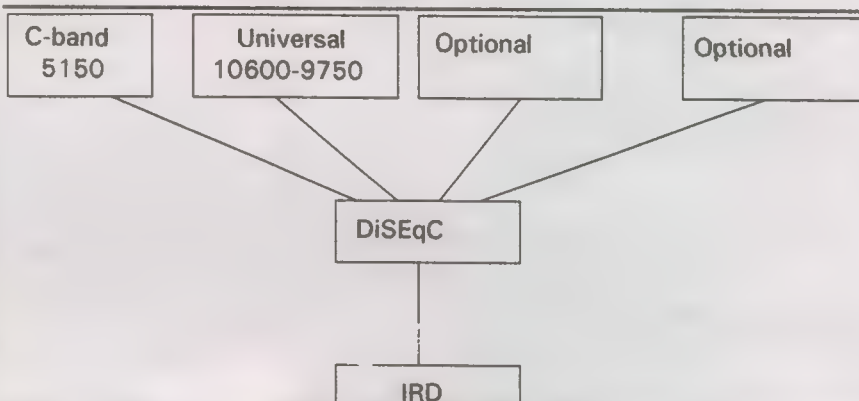 C-band
5150
Universal
10600-9750
Optional
Optional
DiSEqC
IRD